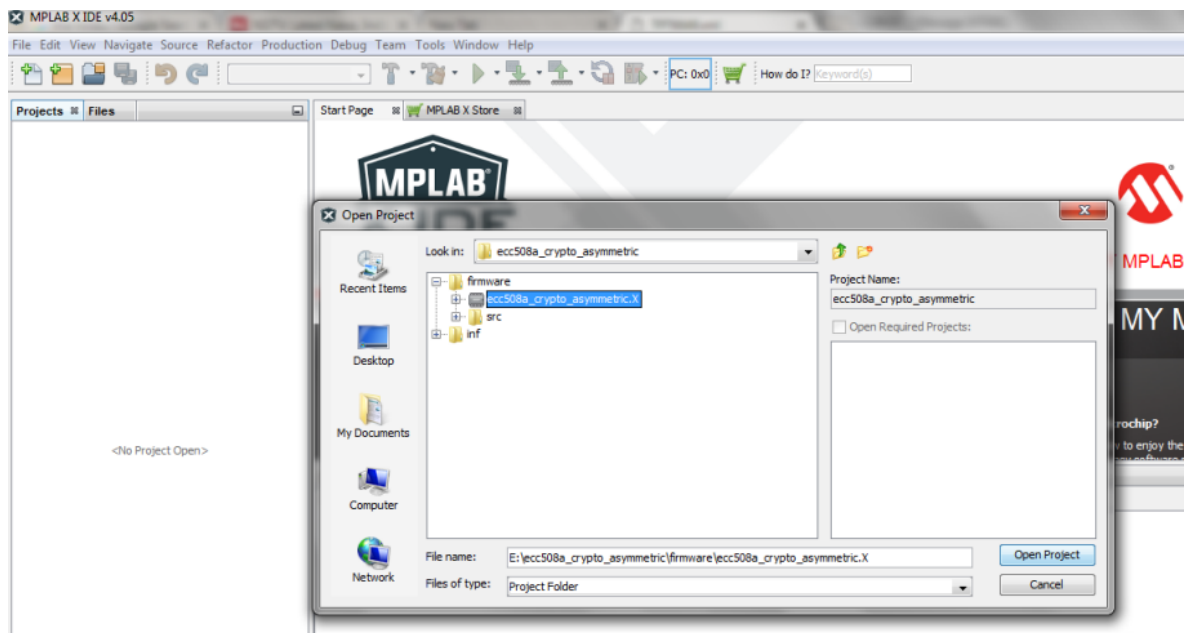 MPLAB X IDE v4.05
File Edit View Navigate Source Refactor Production Debug Team Tools Window Help
PC: 0x0 How do I? Keyword(s)
Projects Files
Start Page MPLAB X Store
MPLAB
IDE
Open Project
Look in: ecc508a_crypto_asymmetric
Recent Items
Desktop
My Documents
Computer
Network
firmware
ecc508a_crypto_asymmetric.X
src
inf
Project Name:
ecc508a_crypto_asymmetric
Open Required Projects:
File name: E:\ecc508a_crypto_asymmetric\firmware\ecc508a_crypto_asymmetric.X
Files of type: Project Folder
Open Project
Cancel
<No Project Open>
MPLAB
MY M
rochip?
to enjoy the